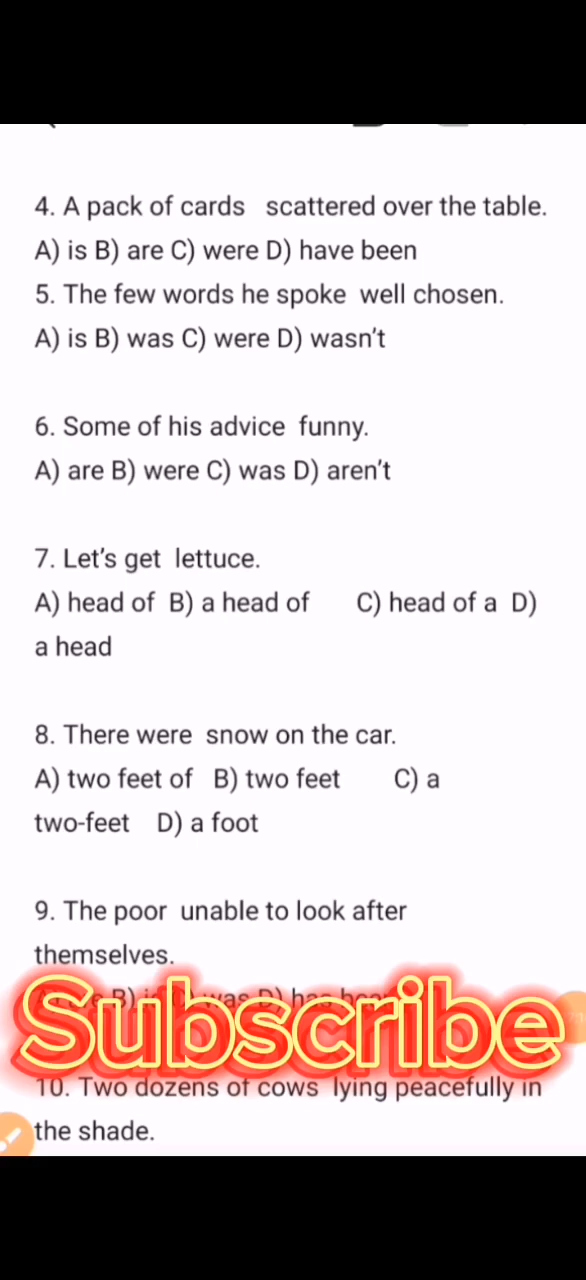 4. A pack of cards scattered over the table.
A) is B) are C) were D) have been
5. The few words he spoke well chosen.
A) is B) was C) were D) wasn't
6. Some of his advice funny.
A) are B) were C) was D) aren't
7. Let's get lettuce.
A) head of B) a head of C) head of a D)
a head
8. There were snow on the car.
A) two feet of B) two feet C) a
two-feet D) a foot
9. The poor unable to look after
themselves.
B) was D) has
Subscribe
10. Two dozens of cows lying peacefully in
the shade.